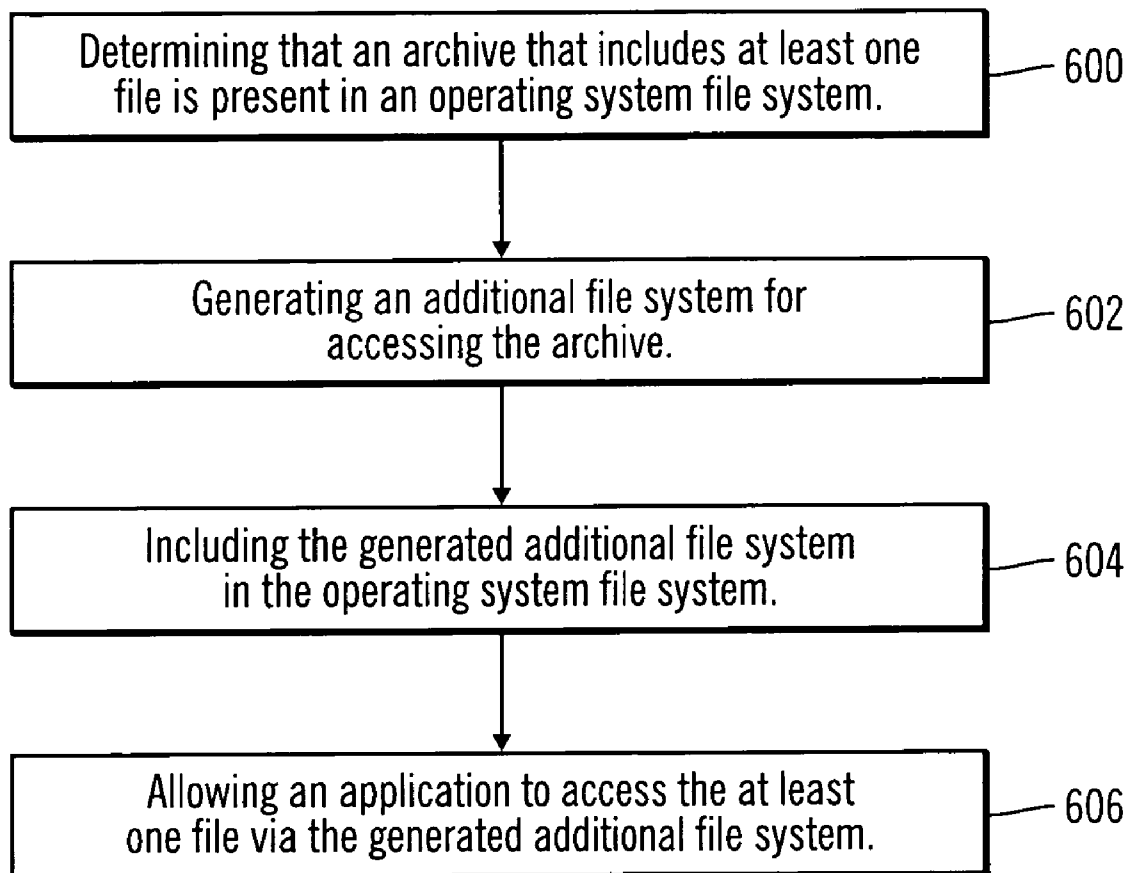 Determining that an archive that includes at least one
file is present in an operating system file system.
600
Generating an additional file system for
accessing the archive.
602
Including the generated additional file system
in the operating system file system.
604
Allowing an application to access the at least
one file via the generated additional file system.
606